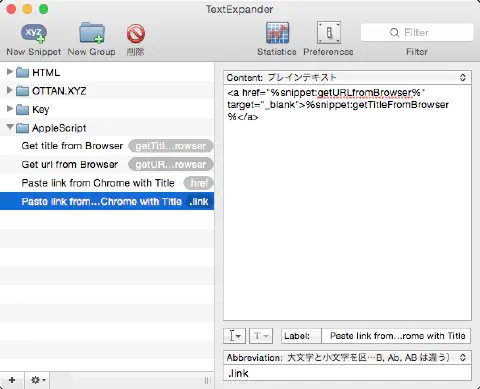 TextExpander
xyz
New Snippet
New Group
削除
Statistics
Preferences
Filter
Filter
HTML
OTTAN.XYZ
Key
AppleScript
Get title from Browser getTitl...rowser
Get url from Browser getUR...rowser
Paste link from Chrome with Title .href
Paste link from...Chrome with Title .link
Content: プレインテキスト
<a href="%snippet:getURLfromBrowser%"
target="_blank">%snippet:getTitleFromBrowser
%</a>
Label: Paste link from...rome with Title
Abbreviation: 大文字と小文字を区…B, Ab, AB は違う)
.link